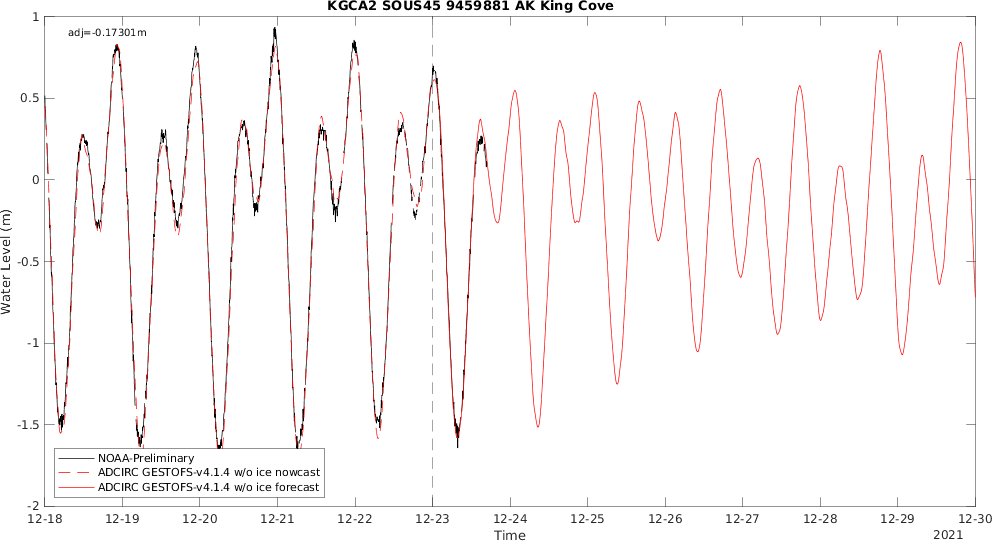 KGCA2 SOUS45 9459881 AK King Cove
adj=-0.17301m
1
0.5
0
-0.5
-1
-1.5
-2
Water Level (m)
NOAA-Preliminary
ADCIRC GESTOFS-v4.1.4 w/o ice nowcast
ADCIRC GESTOFS-v4.1.4 w/o ice forecast
12-18 12-19 12-20 12-21 12-22 12-23 12-24 12-25 12-26 12-27 12-28 12-29 12-30
Time
2021